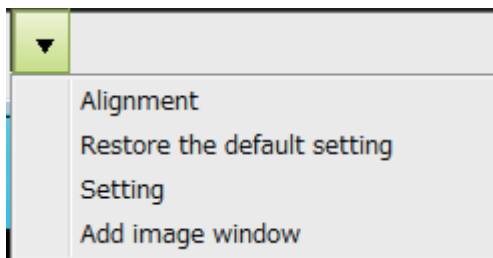 Alignment
Restore the default setting
Setting
Add image window